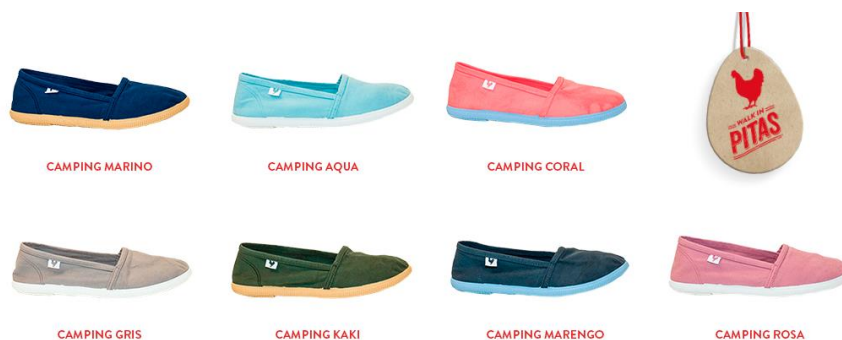 CAMPING MARINO
CAMPING AQUA
CAMPING CORAL
WALK IN
PITAS
CAMPING GRIS
CAMPING KAKI
CAMPING MARENGO
CAMPING ROSA